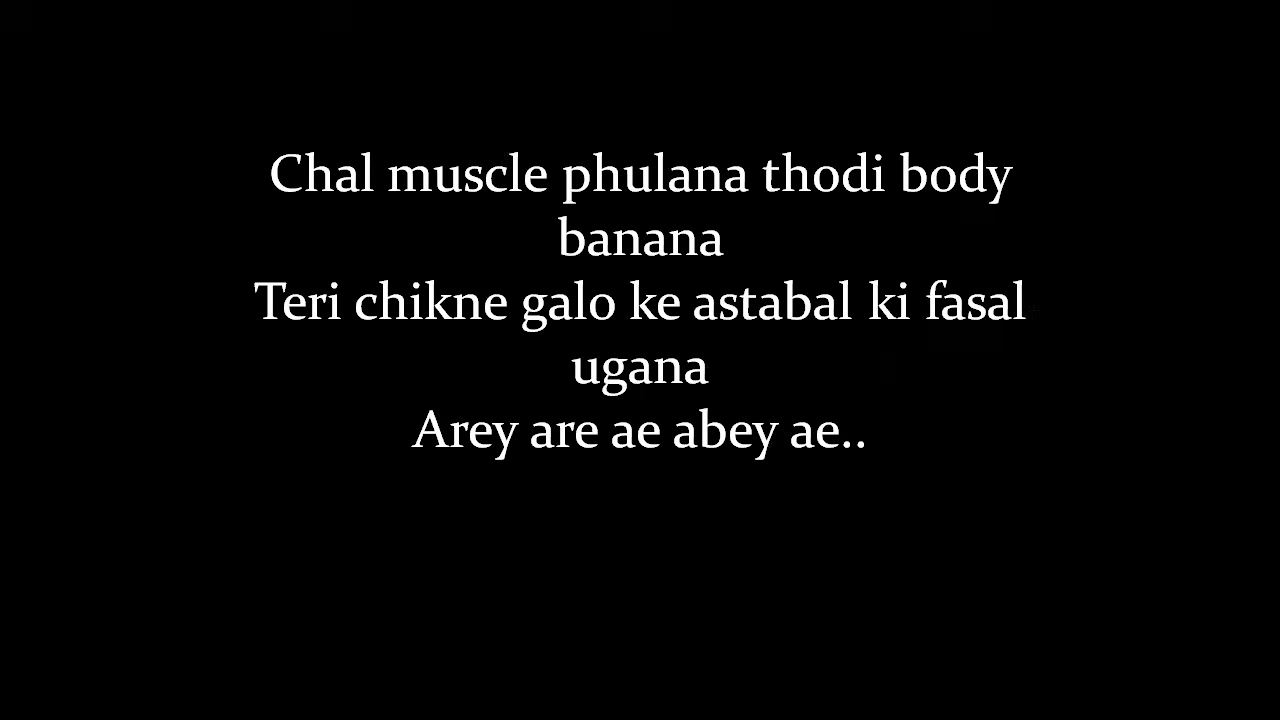 Chal muscle phulana thodi body
banana
Teri chikne galo ke astabal ki fasal
ugana
Arey are ae abey ae..